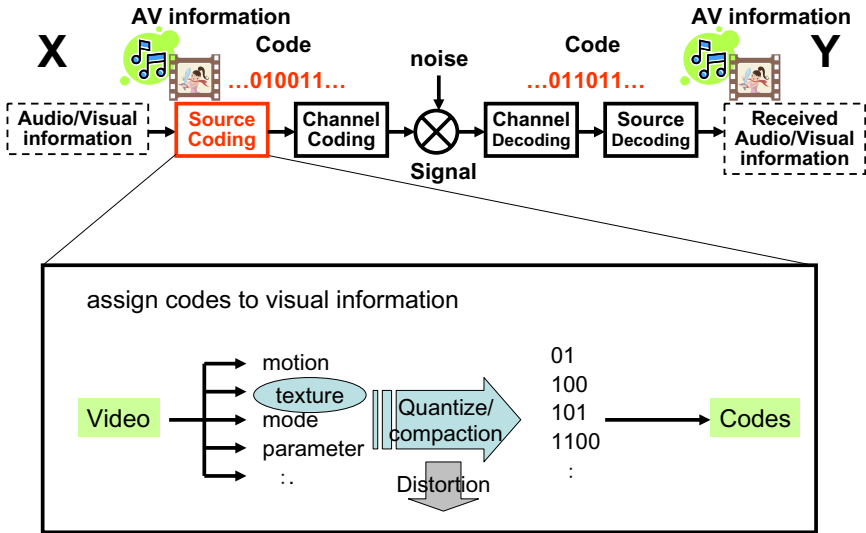 AV information
AV information
X
Y
Code
Code
noise
...010011...
...011011...
Audio/Visual
information
Source
Coding
Channel
Coding
Signal
Channel
Decoding
Source
Decoding
Received
Audio/Visual
information
assign codes to visual information
Video
motion
texture
mode
parameter
: .
Quantize/
compaction
Distortion
01
100
101
1100
:
Codes